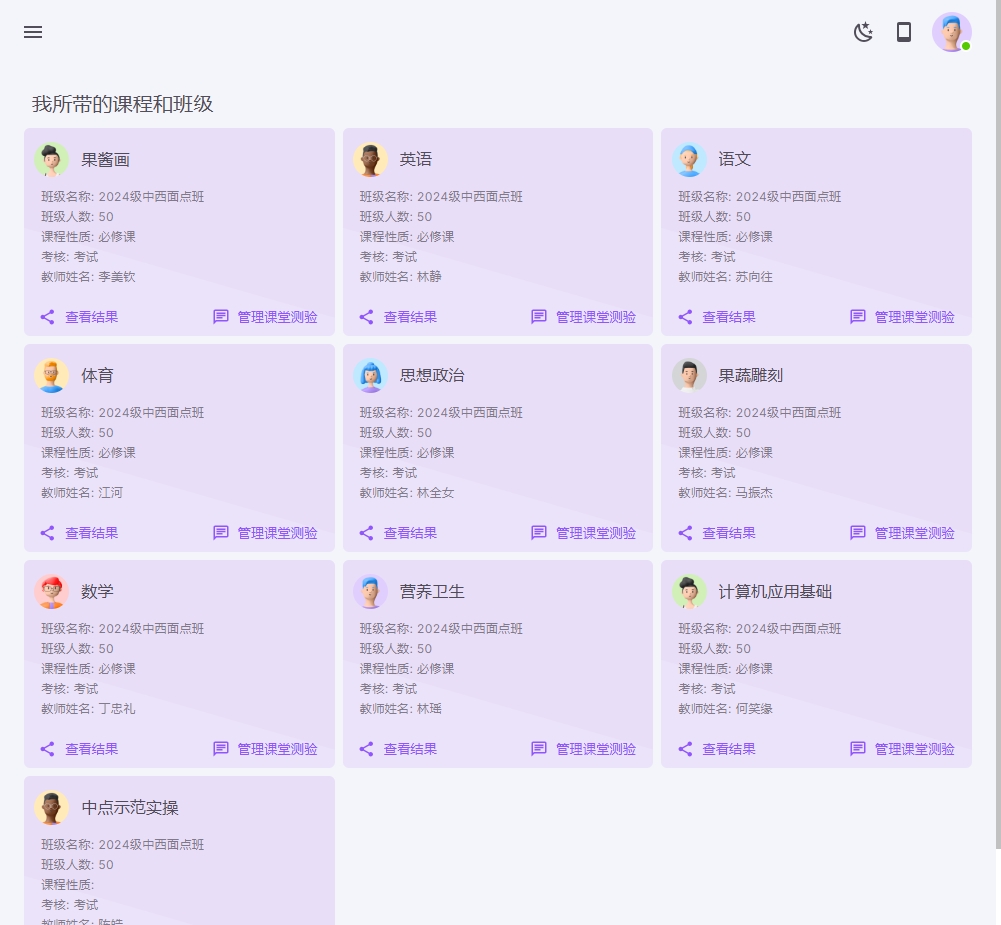 我所带的课程和班级
果酱画
班级名称: 2024级中西面点班
班级人数: 50
课程性质: 必修课
考核: 考试
教师姓名: 李美钦
查看结果
管理课堂测验
英语
班级名称: 2024级中西面点班
班级人数: 50
课程性质: 必修课
考核: 考试
教师姓名: 林静
查看结果
管理课堂测验
语文
班级名称: 2024级中西面点班
班级人数: 50
课程性质: 必修课
考核: 考试
教师姓名: 苏向往
查看结果
管理课堂测验
体育
班级名称: 2024级中西面点班
班级人数: 50
课程性质: 必修课
考核: 考试
教师姓名: 江河
查看结果
管理课堂测验
思想政治
班级名称: 2024级中西面点班
班级人数: 50
课程性质: 必修课
考核: 考试
教师姓名: 林全女
查看结果
管理课堂测验
果蔬雕刻
班级名称: 2024级中西面点班
班级人数: 50
课程性质: 必修课
考核: 考试
教师姓名: 马振杰
查看结果
管理课堂测验
数学
班级名称: 2024级中西面点班
班级人数: 50
课程性质: 必修课
考核: 考试
教师姓名: 丁忠礼
查看结果
管理课堂测验
营养卫生
班级名称: 2024级中西面点班
班级人数: 50
课程性质: 必修课
考核: 考试
教师姓名: 林瑶
查看结果
管理课堂测验
计算机应用基础
班级名称: 2024级中西面点班
班级人数: 50
课程性质: 必修课
考核: 考试
教师姓名: 何笑缘
查看结果
管理课堂测验
中点示范实操
班级名称: 2024级中西面点班
班级人数: 50
课程性质:
考核: 考试
教师姓名: